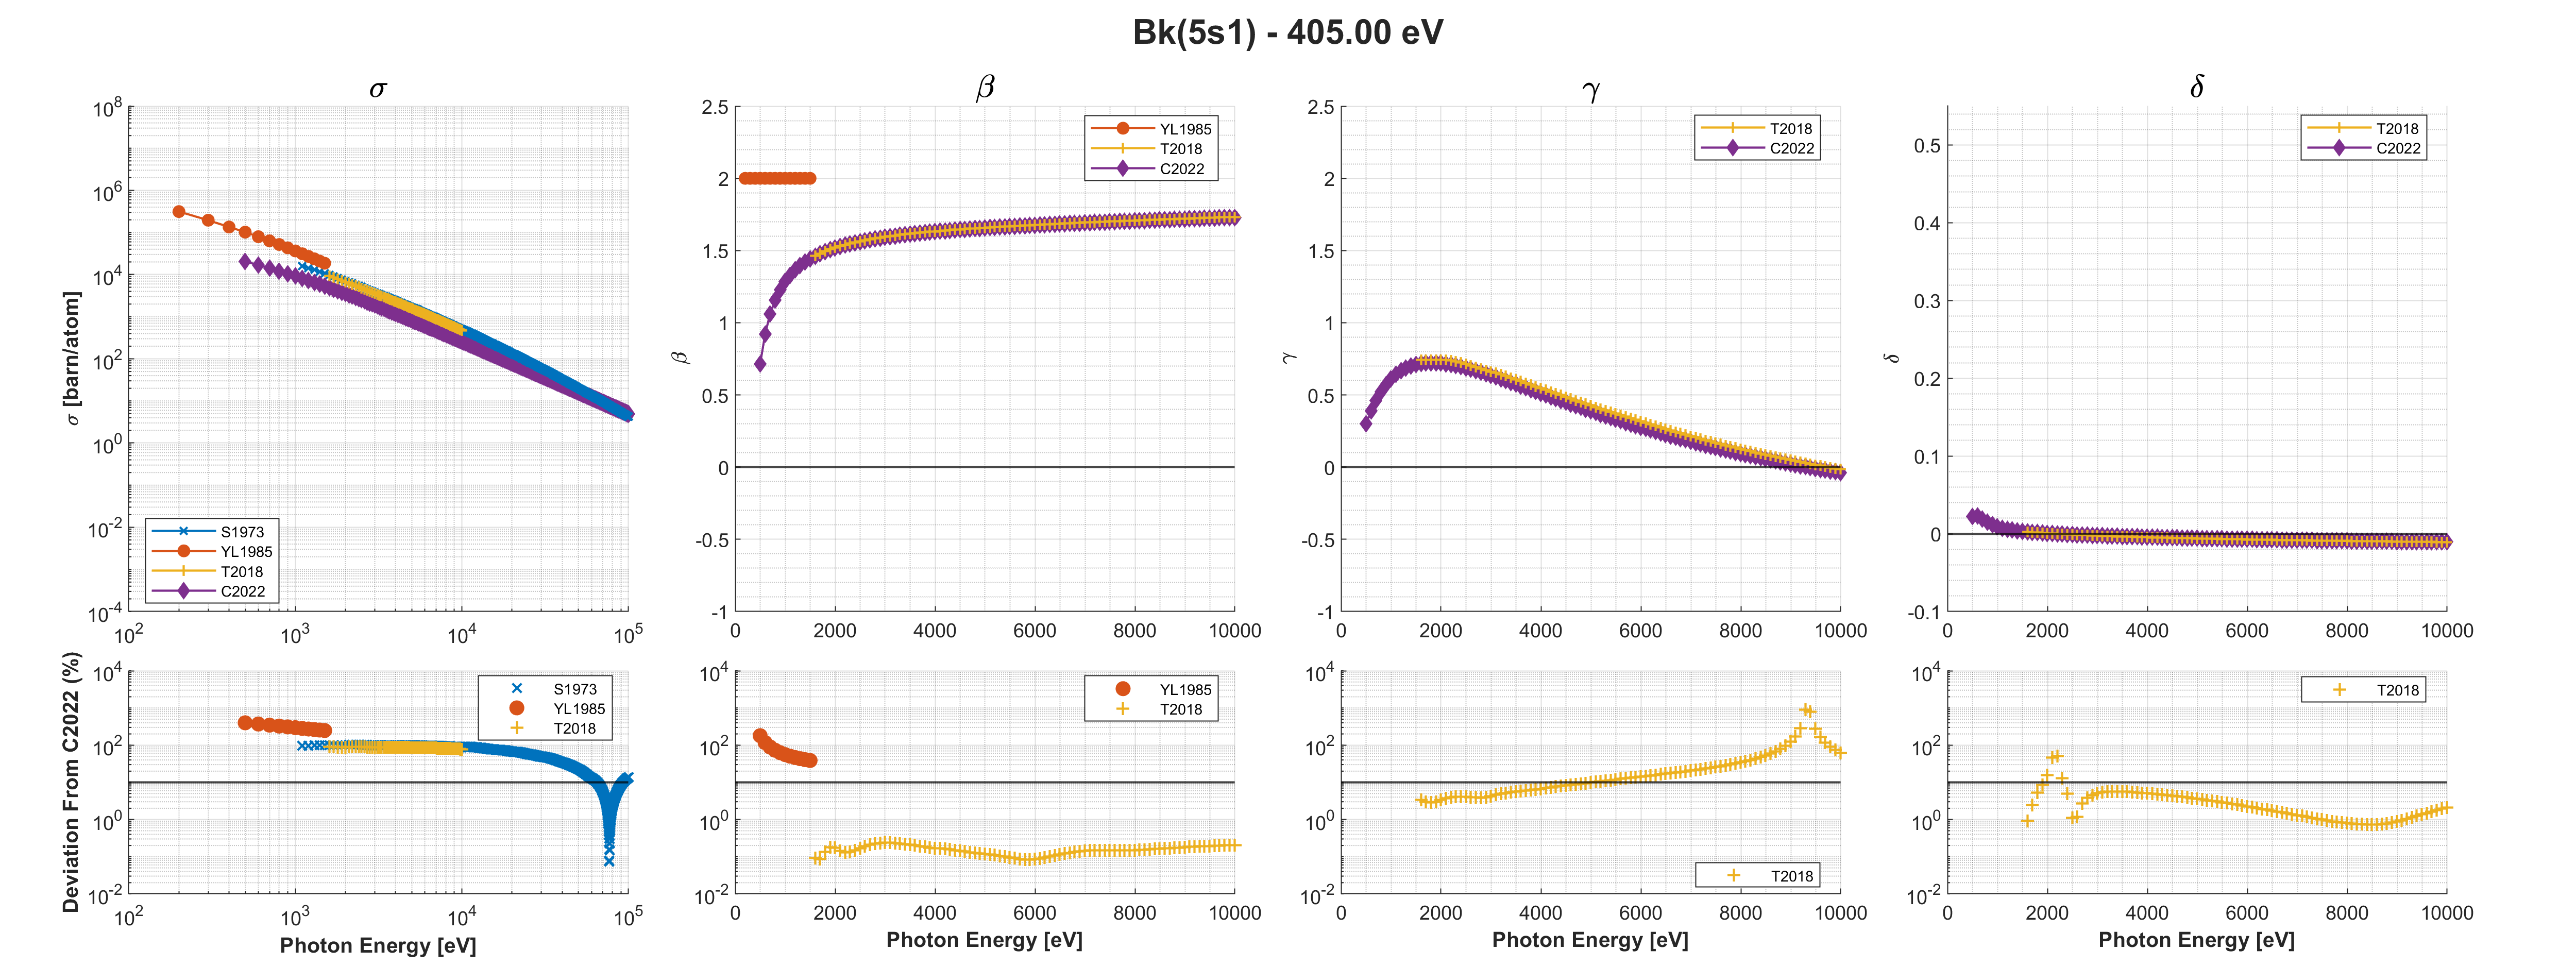 Bk(5s1) - 405.00 eV
σ
σ [barn/atom]
10^8
10^6
10^4
10^2
10^0
10^-2
10^-4
10^2 10^3 10^4 10^5
S1973
YL1985
T2018
C2022
β
β
2.5
2
1.5
1
0.5
0
-0.5
-1
0 2000 4000 6000 8000 10000
YL1985
T2018
C2022
γ
γ
2.5
2
1.5
1
0.5
0
-0.5
-1
0 2000 4000 6000 8000 10000
T2018
C2022
δ
δ
0.5
0.4
0.3
0.2
0.1
0
-0.1
0 2000 4000 6000 8000 10000
T2018
C2022
Deviation From C2022 (%)
10^4
10^2
10^0
10^-2
10^2 10^3 10^4 10^5
Photon Energy [eV]
S1973
YL1985
T2018
10^4
10^2
10^0
10^-2
0 2000 4000 6000 8000 10000
Photon Energy [eV]
YL1985
T2018
10^4
10^2
10^0
10^-2
0 2000 4000 6000 8000 10000
Photon Energy [eV]
T2018
10^4
10^2
10^0
10^-2
0 2000 4000 6000 8000 10000
Photon Energy [eV]
T2018